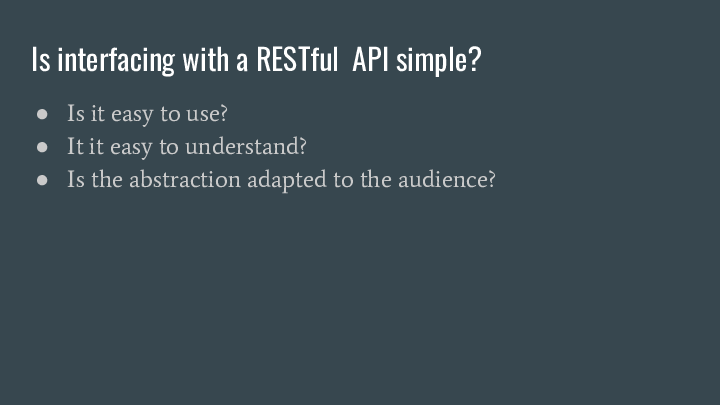 Is interfacing with a RESTful  API simple?
● Is it easy to use?
● It it easy to understand?
● Is the abstraction adapted to the audience?